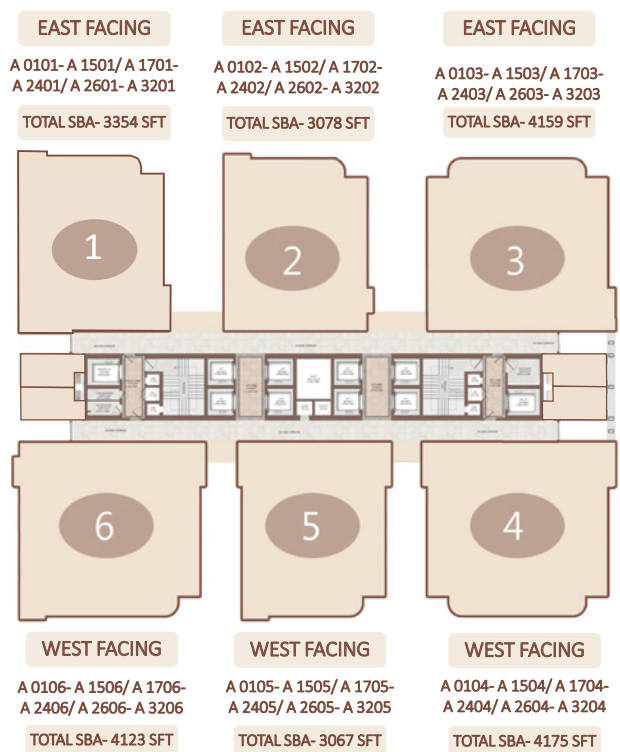 EAST FACING
A 0101- A 1501/ A 1701-
A 2401/ A 2601- A 3201
TOTAL SBA- 3354 SFT
EAST FACING
A 0102- A 1502/ A 1702-
A 2402/ A 2602- A 3202
TOTAL SBA- 3078 SFT
EAST FACING
A 0103- A 1503/ A 1703-
A 2403/ A 2603- A 3203
TOTAL SBA- 4159 SFT
1
2
3
6
5
4
WEST FACING
A 0106- A 1506/ A 1706-
A 2406/ A 2606- A 3206
TOTAL SBA- 4123 SFT
WEST FACING
A 0105- A 1505/ A 1705-
A 2405/ A 2605- A 3205
TOTAL SBA- 3067 SFT
WEST FACING
A 0104- A 1504/ A 1704-
A 2404/ A 2604- A 3204
TOTAL SBA- 4175 SFT